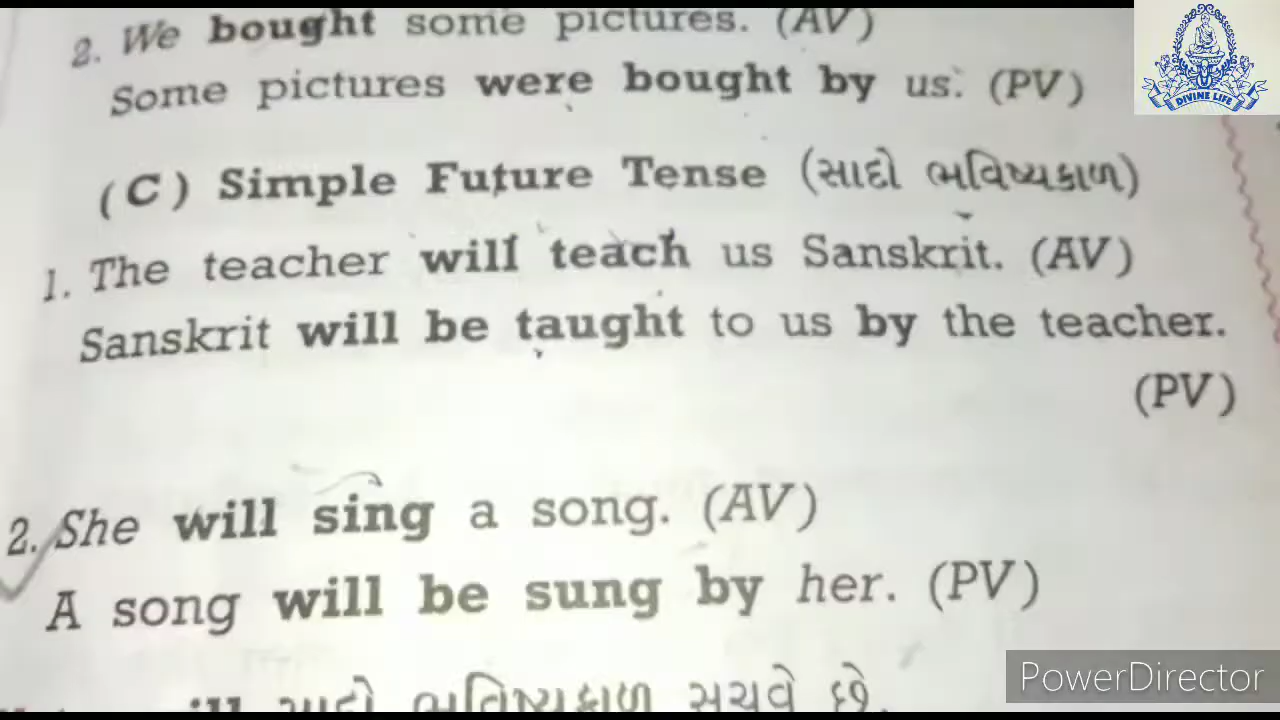 2. We bought some pictures. (AV)
Some pictures were bought by us. (PV)
(C) Simple Future Tense (સાદો ભવિષ્યકાળ)
1. The teacher will teach us Sanskrit. (AV)
Sanskrit will be taught to us by the teacher.
(PV)
2. She will sing a song. (AV)
A song will be sung by her. (PV)
સાદો ભવિષ્યકાળ સૂચવે છે.
DIVINE LIFE
PowerDirector